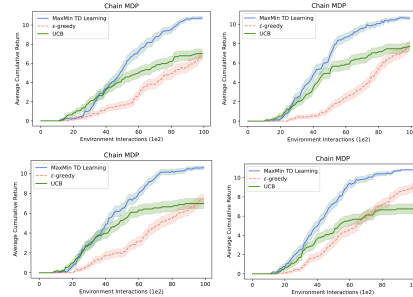 Chain MDP
MaxMin TD Learning
ε-greedy
UCB
Average Cumulative Return
10
8
6
4
2
0
0 20 40 60 80 100
Environment Interactions (1e2)
Chain MDP
MaxMin TD Learning
ε-greedy
UCB
Average Cumulative Return
10
8
6
4
2
0
0 20 40 60 80 10
Environment Interactions (1e2)
Chain MDP
MaxMin TD Learning
ε-greedy
UCB
Average Cumulative Return
10
8
6
4
2
0
0 20 40 60 80 100
Environment Interactions (1e2)
Chain MDP
MaxMin TD Learning
ε-greedy
UCB
Average Cumulative Return
10
8
6
4
2
0
0 20 40 60 80 10
Environment Interactions (1e2)